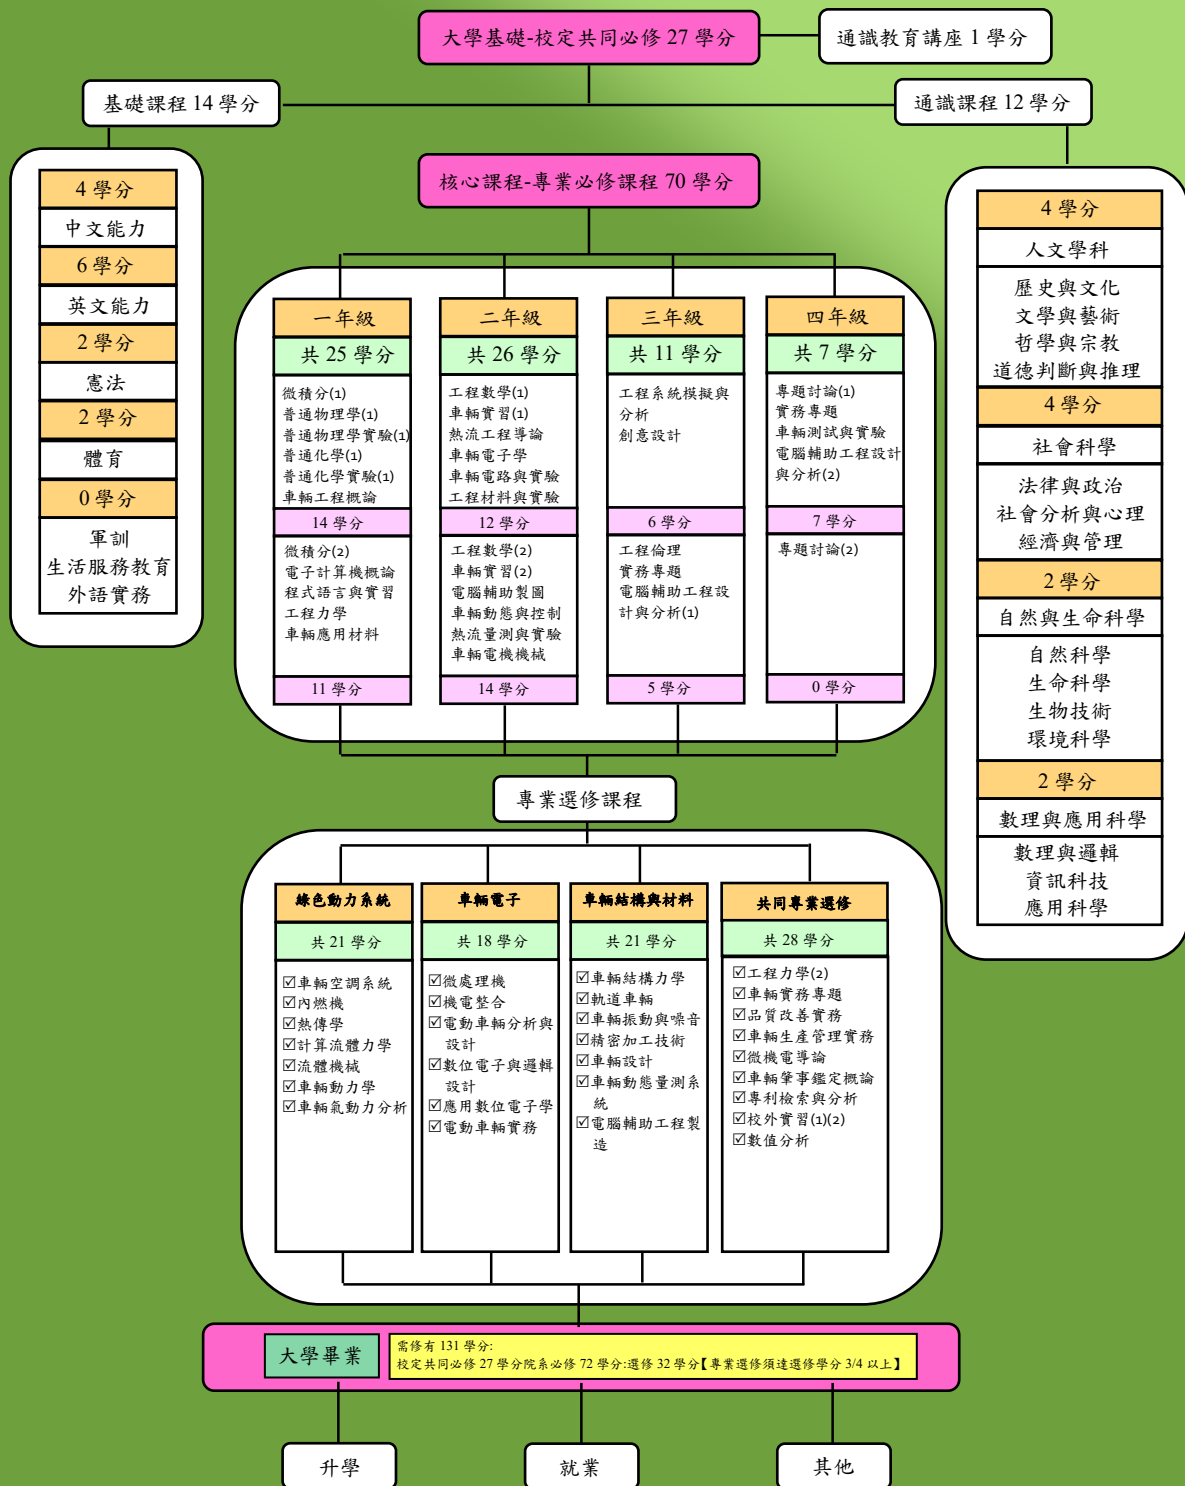 大學基礎-校定共同必修 27 學分
通識教育講座 1 學分
基礎課程 14 學分
通識課程 12 學分
4 學分
中文能力
6 學分
英文能力
2 學分
憲法
2 學分
體育
0 學分
軍訓
生活服務教育
外語實務
核心課程-專業必修課程 70 學分
一年級
共 25 學分
微積分(1)
普通物理學(1)
普通物理學實驗(1)
普通化學(1)
普通化學實驗(1)
車輛工程概論
14 學分
微積分(2)
電子計算機概論
程式語言與實習
工程力學
車輛應用材料
11 學分
二年級
共 26 學分
工程數學(1)
車輛實習(1)
熱流工程導論
車輛電子學
車輛電路與實驗
工程材料與實驗
12 學分
工程數學(2)
車輛實習(2)
電腦輔助製圖
車輛動態與控制
熱流量測與實驗
車輛電機機械
14 學分
三年級
共 11 學分
工程系統模擬與
分析
創意設計
6 學分
工程倫理
實務專題
電腦輔助工程設
計與分析(1)
5 學分
四年級
共 7 學分
專題討論(1)
實務專題
車輛測試與實驗
電腦輔助工程設計
與分析(2)
7 學分
專題討論(2)
0 學分
4 學分
人文學科
歷史與文化
文學與藝術
哲學與宗教
道德判斷與推理
4 學分
社會科學
法律與政治
社會分析與心理
經濟與管理
2 學分
自然與生命科學
自然科學
生命科學
生物技術
環境科學
2 學分
數理與應用科學
數理與邏輯
資訊科技
應用科學
專業選修課程
綠色動力系統
共 21 學分
☑車輛空調系統
☑內燃機
☑熱傳學
☑計算流體力學
☑流體機械
☑車輛動力學
☑車輛氣動力分析
車輛電子
共 18 學分
☑微處理機
☑機電整合
☑電動車輛分析與
設計
☑數位電子與邏輯
設計
☑應用數位電子學
☑電動車輛實務
車輛結構與材料
共 21 學分
☑車輛結構力學
☑軌道車輛
☑車輛振動與噪音
☑精密加工技術
☑車輛設計
☑車輛動態量測系
統
☑電腦輔助工程製
造
共同專業選修
共 28 學分
☑工程力學(2)
☑車輛實務專題
☑品質改善實務
☑車輛生產管理實務
☑微機電導論
☑車輛肇事鑑定概論
☑專利檢索與分析
☑校外實習(1)(2)
☑數值分析
大學畢業
需修有 131 學分:
校定共同必修 27 學分院系必修 72 學分:選修 32 學分【專業選修須達選修學分 3/4 以上】
升學
就業
其他